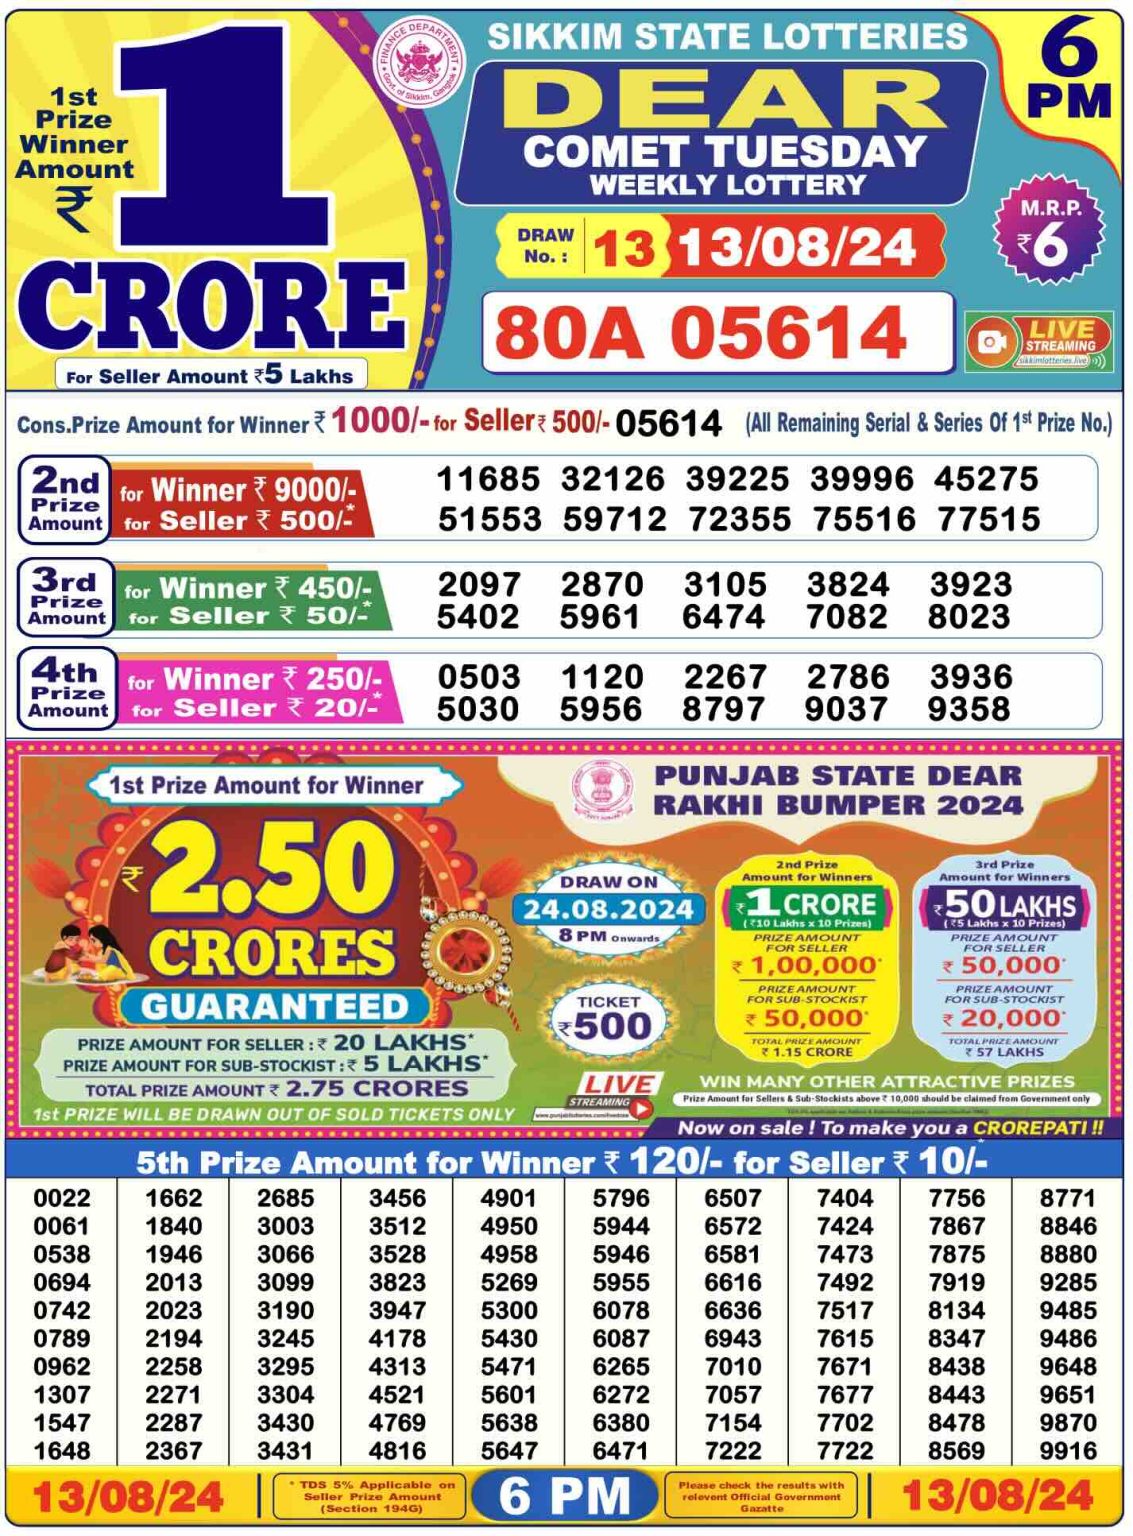 1st
Prize
Winner
Amount
₹
1
CRORE
For Seller Amount ₹5 Lakhs
FINANCE DEPARTMENT
Govt. of Sikkim, Gangtok
SIKKIM STATE LOTTERIES
DEAR
COMET TUESDAY
WEEKLY LOTTERY
6
PM
DRAW No. : 13 13/08/24
M.R.P.
₹6
80A 05614
LIVE
STREAMING
sikkimlotteries.live
Cons.Prize Amount for Winner ₹ 1000/- for Seller ₹ 500/- 05614 (All Remaining Serial & Series Of 1st Prize No.)
2nd
Prize
Amount
for Winner ₹ 9000/-
for Seller ₹ 500/-*
11685 32126 39225 39996 45275
51553 59712 72355 75516 77515
3rd
Prize
Amount
for Winner ₹ 450/-
for Seller ₹ 50/-*
2097 2870 3105 3824 3923
5402 5961 6474 7082 8023
4th
Prize
Amount
for Winner ₹ 250/-
for Seller ₹ 20/-*
0503 1120 2267 2786 3936
5030 5956 8797 9037 9358
1st Prize Amount for Winner
₹ 2.50
CRORES
GUARANTEED
PRIZE AMOUNT FOR SELLER : ₹ 20 LAKHS*
PRIZE AMOUNT FOR SUB-STOCKIST : ₹ 5 LAKHS*
TOTAL PRIZE AMOUNT ₹ 2.75 CRORES
1st PRIZE WILL BE DRAWN OUT OF SOLD TICKETS ONLY
PUNJAB STATE DEAR
RAKHI BUMPER 2024
DRAW ON
24.08.2024
8 PM Onwards
TICKET
₹500
LIVE
STREAMING
2nd Prize
Amount for Winners
₹ 1 CRORE
(₹10 Lakhs x 10 Prizes)
PRIZE AMOUNT
FOR SELLER
₹ 1,00,000*
PRIZE AMOUNT
FOR SUB-STOCKIST
₹ 50,000*
TOTAL PRIZE AMOUNT
₹ 1.15 CRORE
3rd Prize
Amount for Winners
₹ 50 LAKHS
(₹5 Lakhs x 10 Prizes)
PRIZE AMOUNT
FOR SELLER
₹ 50,000*
PRIZE AMOUNT
FOR SUB-STOCKIST
₹ 20,000*
TOTAL PRIZE AMOUNT
₹ 57 LAKHS
WIN MANY OTHER ATTRACTIVE PRIZES
Prize Amount for Sellers & Sub-Stockists above ₹ 10,000 should be claimed from Government only
Now on sale ! To make you a CROREPATI !!
5th Prize Amount for Winner ₹ 120/- for Seller ₹ 10/-*
0022 1662 2685 3456 4901 5796 6507 7404 7756 8771
0061 1840 3003 3512 4950 5944 6572 7424 7867 8846
0538 1946 3066 3528 4958 5946 6581 7473 7875 8880
0694 2013 3099 3823 5269 5955 6616 7492 7919 9285
0742 2023 3190 3947 5300 6078 6636 7517 8134 9485
0789 2194 3245 4178 5430 6087 6943 7615 8347 9486
0962 2258 3295 4313 5471 6265 7010 7671 8438 9648
1307 2271 3304 4521 5601 6272 7057 7677 8443 9651
1547 2287 3430 4769 5638 6380 7154 7702 8478 9870
1648 2367 3431 4816 5647 6471 7222 7722 8569 9916
13/08/24
* TDS 5% Applicable on
Seller Prize Amount
(Section 194G)
6 PM
Please check the results with
relevent Official Government
Gazatte
13/08/24